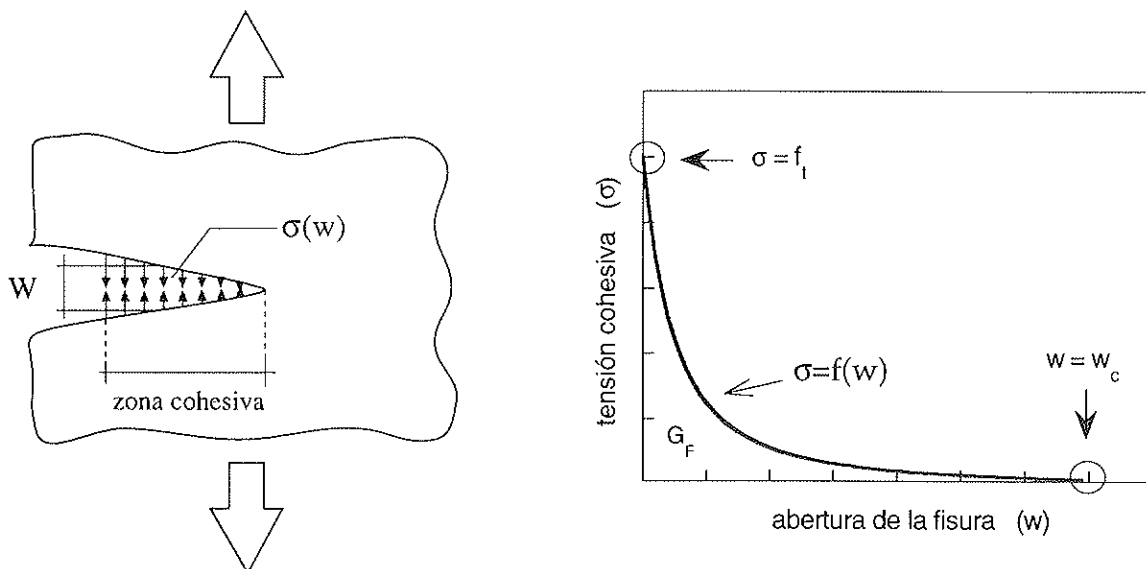 σ(w)
W
zona cohesiva
tensión cohesiva (σ)
σ = f_t
σ=f(w)
w = w_c
G_F
abertura de la fisura (w)